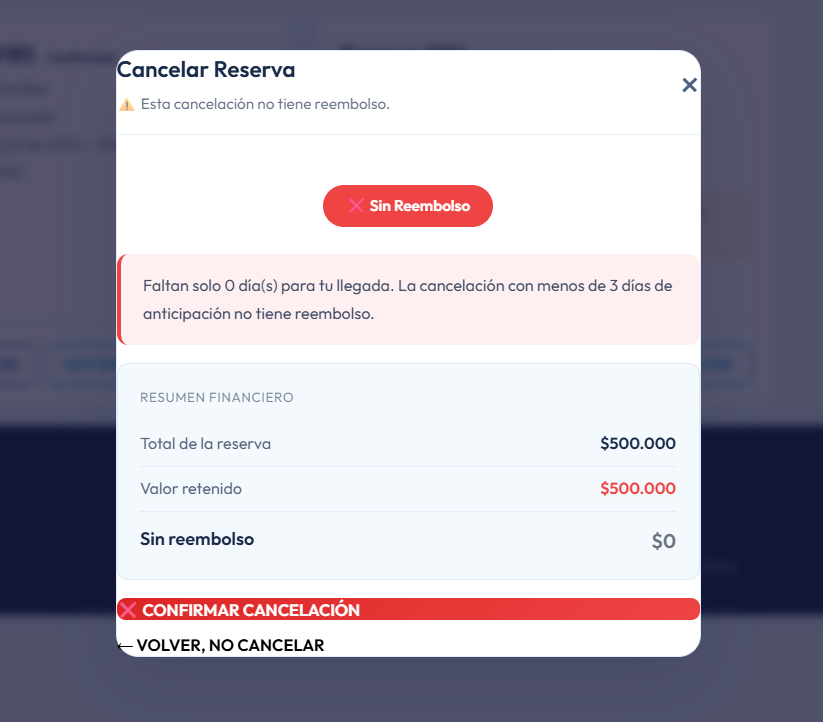 Cancelar Reserva
×
⚠️ Esta cancelación no tiene reembolso.
❌ Sin Reembolso
Faltan solo 0 día(s) para tu llegada. La cancelación con menos de 3 días de
anticipación no tiene reembolso.
RESUMEN FINANCIERO
Total de la reserva $500.000
Valor retenido $500.000
Sin reembolso $0
❌ CONFIRMAR CANCELACIÓN
← VOLVER, NO CANCELAR